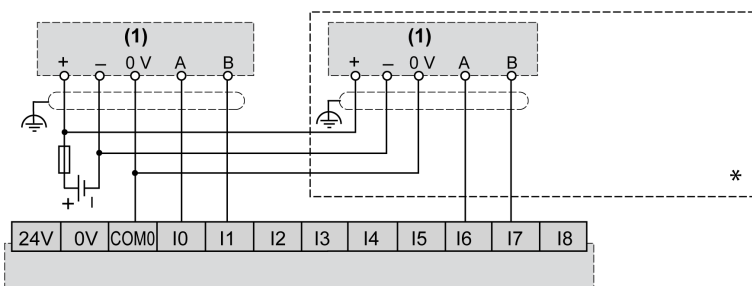 (1) (1)
+ – 0 V A B + – 0 V A B
*
+ –
24V 0V COM0 I0 I1 I2 I3 I4 I5 I6 I7 I8